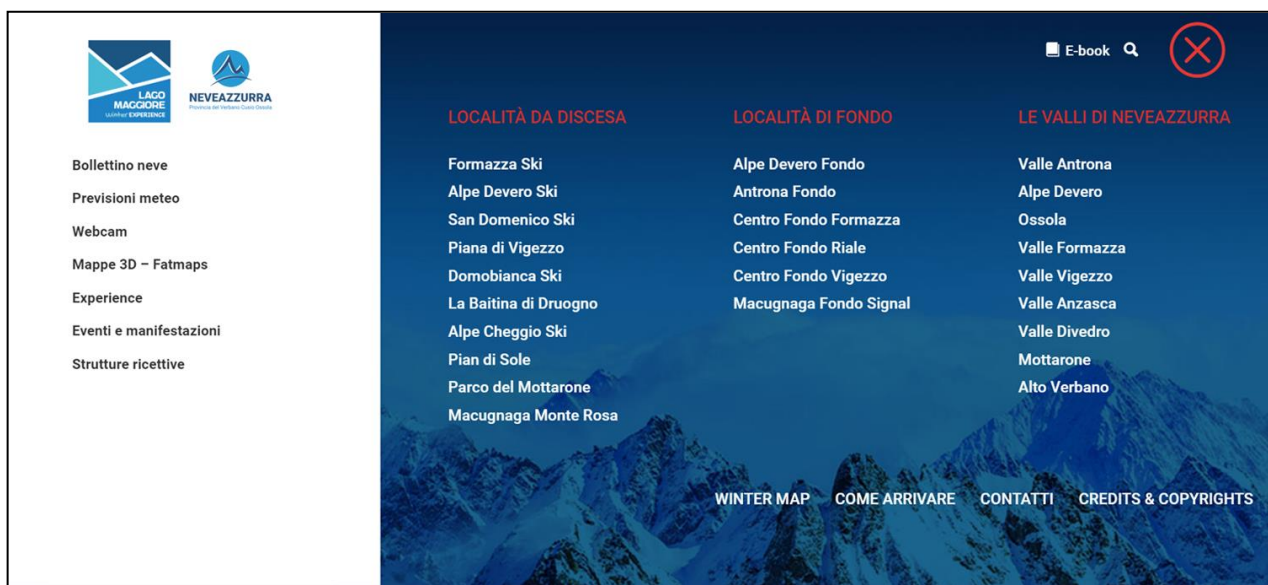 LAGO
MAGGIORE
winter EXPERIENCE
NEVEAZZURRA
Provincia del Verbano Cusio Ossola
Bollettino neve
Previsioni meteo
Webcam
Mappe 3D – Fatmaps
Experience
Eventi e manifestazioni
Strutture ricettive
E-book
LOCALITÀ DA DISCESA
Formazza Ski
Alpe Devero Ski
San Domenico Ski
Piana di Vigezzo
Domobianca Ski
La Baitina di Druogno
Alpe Cheggio Ski
Pian di Sole
Parco del Mottarone
Macugnaga Monte Rosa
LOCALITÀ DI FONDO
Alpe Devero Fondo
Antrona Fondo
Centro Fondo Formazza
Centro Fondo Riale
Centro Fondo Vigezzo
Macugnaga Fondo Signal
LE VALLI DI NEVEAZZURRA
Valle Antrona
Alpe Devero
Ossola
Valle Formazza
Valle Vigezzo
Valle Anzasca
Valle Divedro
Mottarone
Alto Verbano
WINTER MAP COME ARRIVARE CONTATTI CREDITS & COPYRIGHTS